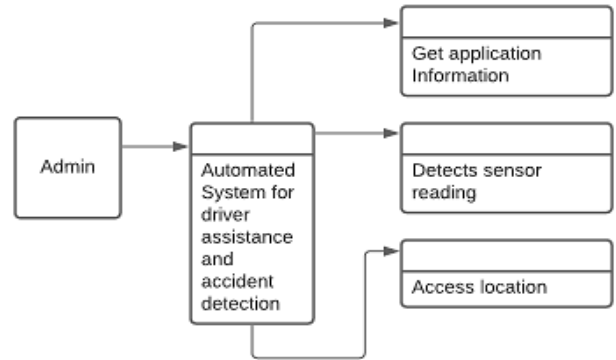 Admin
Automated
System for
driver
assistance
and
accident
detection
Get application
Information
Detects sensor
reading
Access location